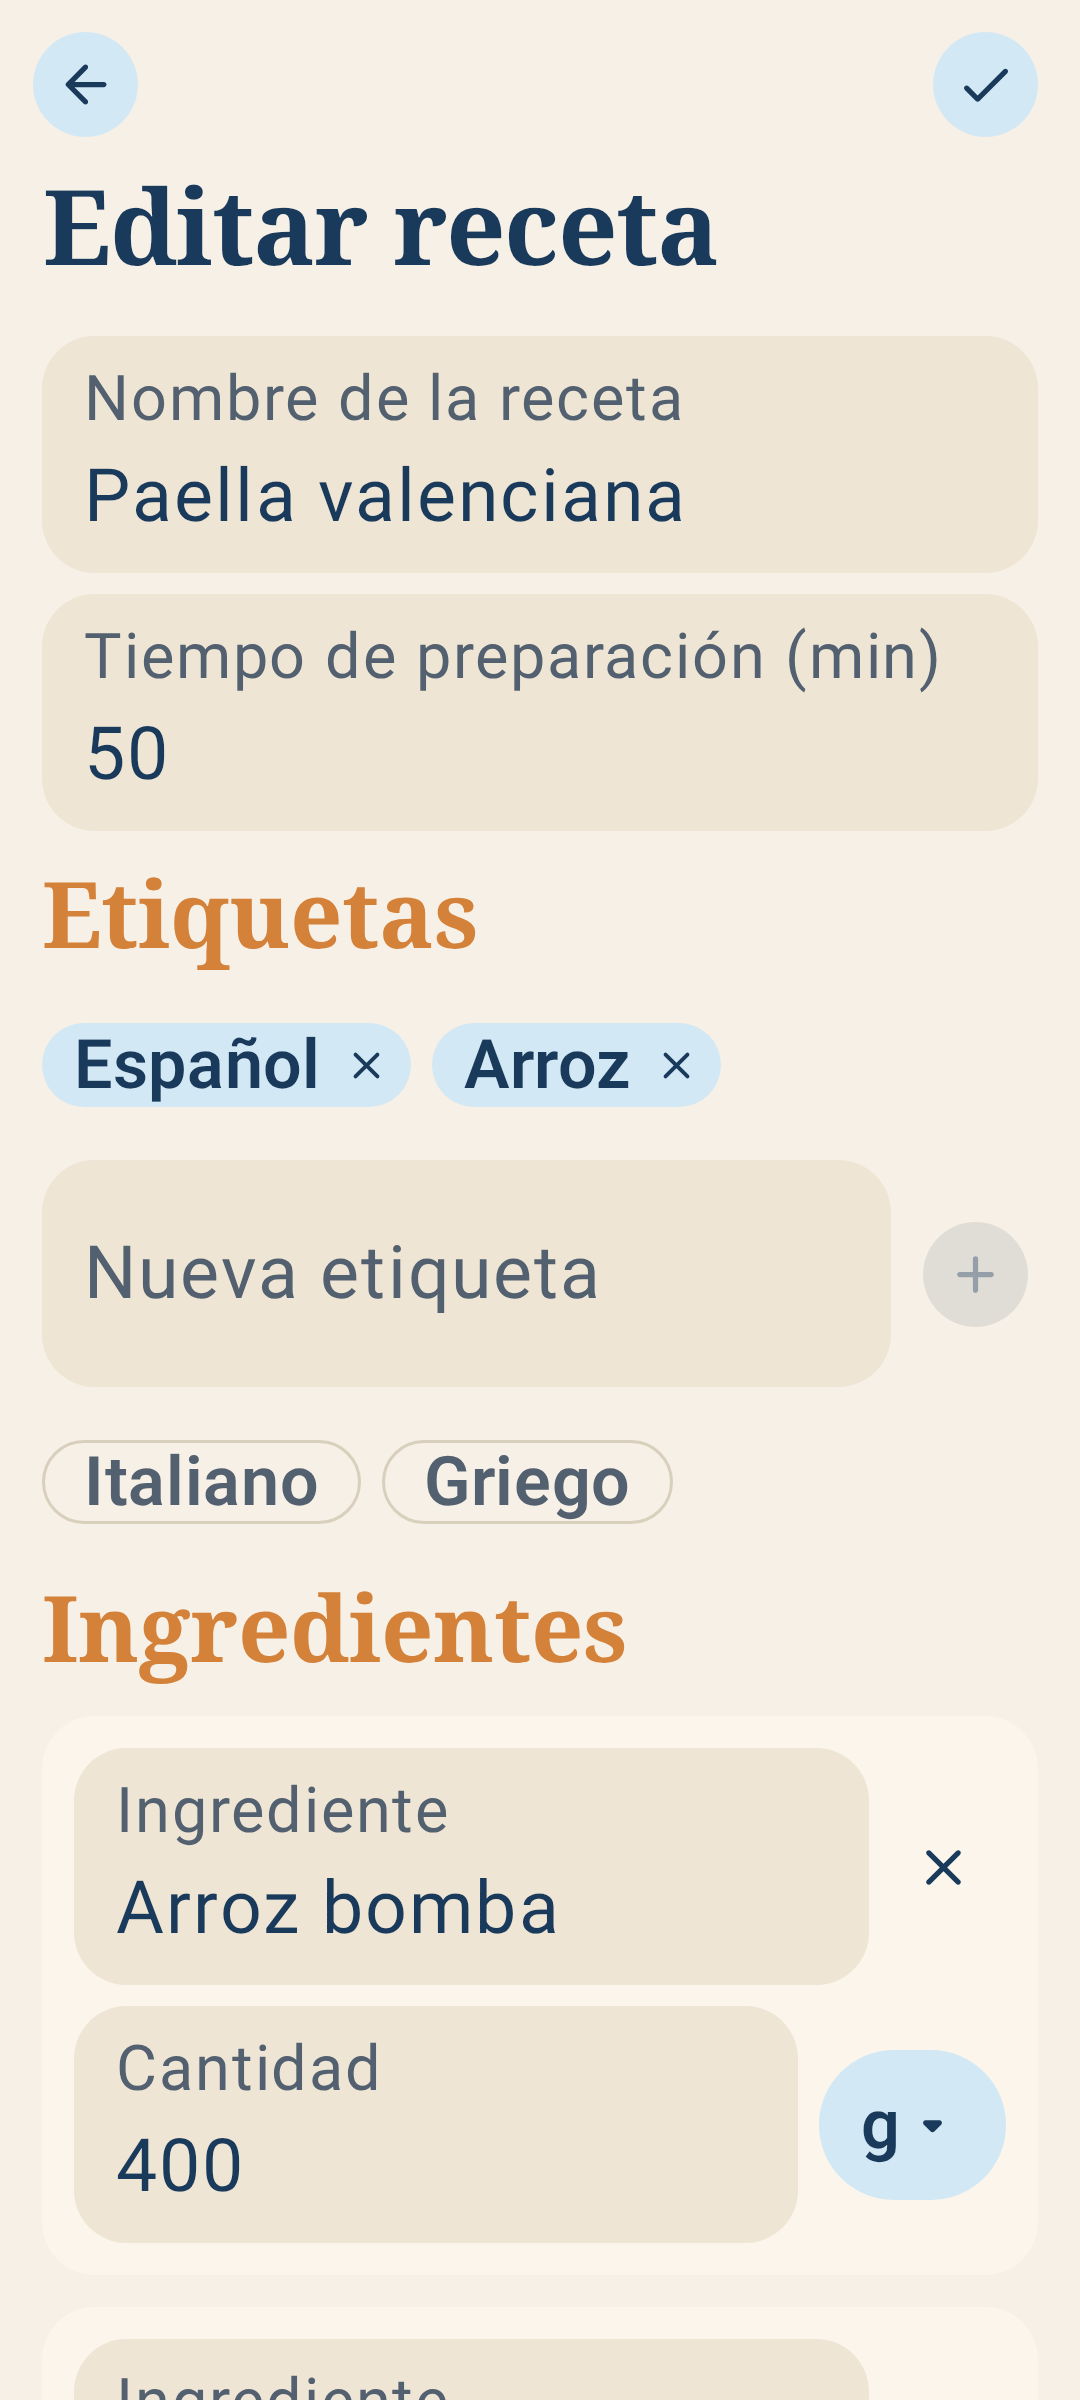 Editar receta
Nombre de la receta
Paella valenciana
Tiempo de preparación (min)
50
Etiquetas
Español
Arroz
Nueva etiqueta
Italiano
Griego
Ingredientes
Ingrediente
Arroz bomba
Cantidad
400
g
Ingrediente